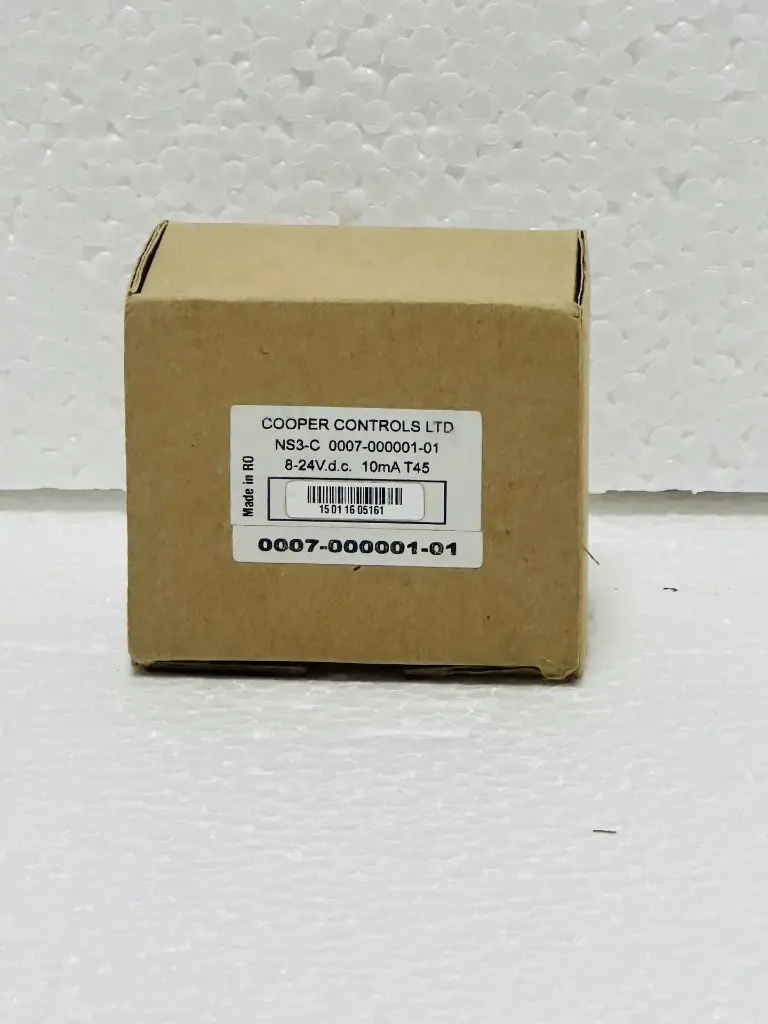 COOPER CONTROLS LTD
NS3-C 0007-000001-01
8-24V.d.c. 10mA T45
Made in RO
15 01 16 05161
0007-000001-01